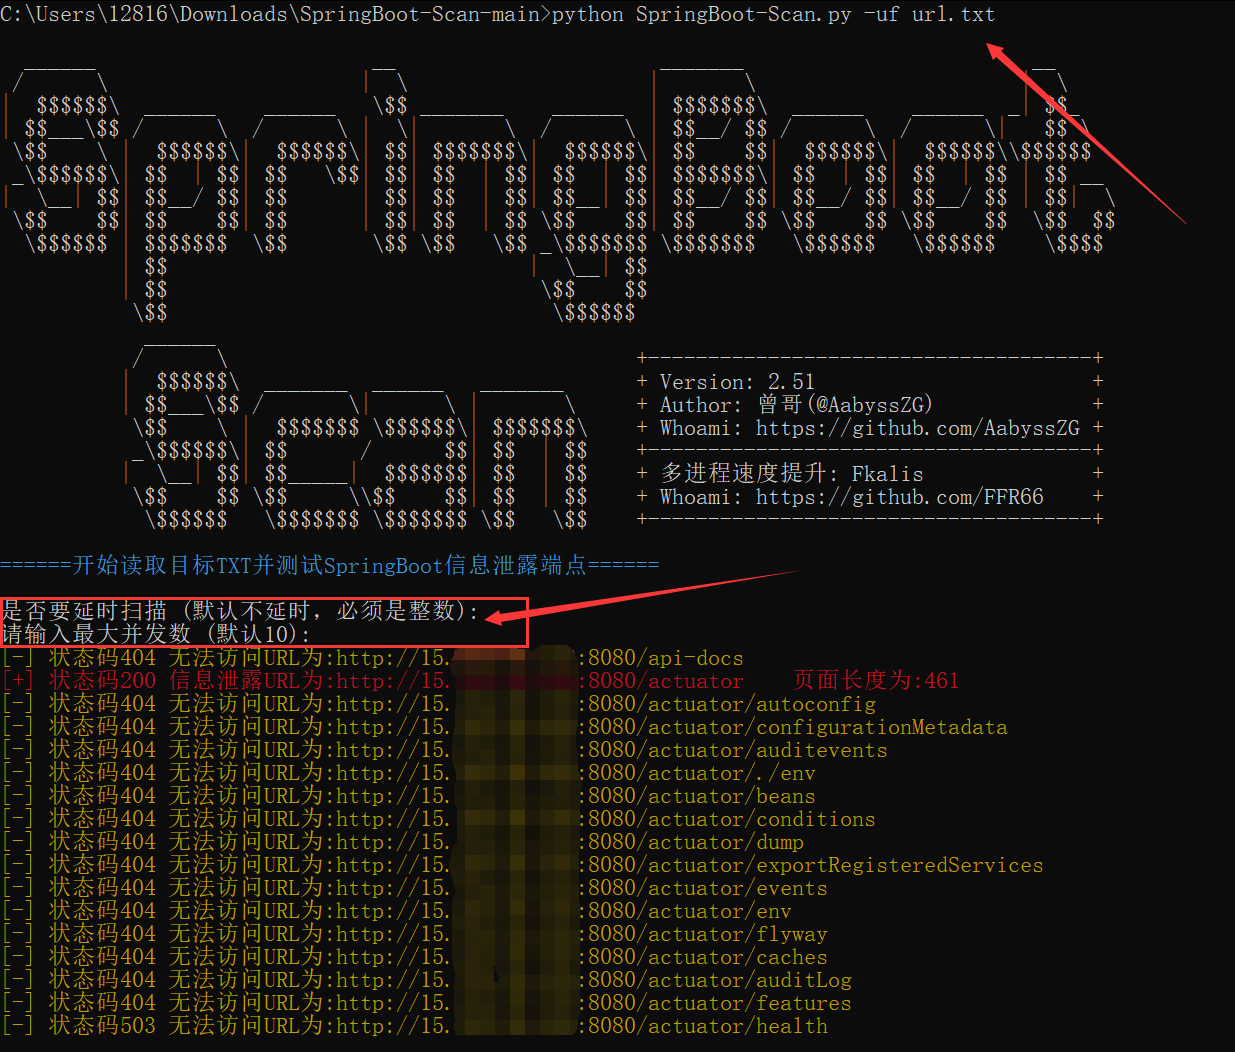 C:\Users\12816\Downloads\SpringBoot-Scan-main>python SpringBoot-Scan.py -uf url.txt
SpringBoot
Scan
+-------------------------------------+
+ Version: 2.51 +
+ Author: 曾哥(@AabyssZG) +
+ Whoami: https://github.com/AabyssZG +
+-------------------------------------+
+ 多进程速度提升: Fkalis +
+ Whoami: https://github.com/FFR66 +
+-------------------------------------+
======开始读取目标TXT并测试SpringBoot信息泄露端点======
是否要延时扫描 (默认不延时，必须是整数):
请输入最大并发数 (默认10):
[-] 状态码404 无法访问URL为:http://15. :8080/api-docs
[+] 状态码200 信息泄露URL为:http://15. :8080/actuator 页面长度为:461
[-] 状态码404 无法访问URL为:http://15. :8080/actuator/autoconfig
[-] 状态码404 无法访问URL为:http://15. :8080/actuator/configurationMetadata
[-] 状态码404 无法访问URL为:http://15. :8080/actuator/auditevents
[-] 状态码404 无法访问URL为:http://15. :8080/actuator/./env
[-] 状态码404 无法访问URL为:http://15. :8080/actuator/beans
[-] 状态码404 无法访问URL为:http://15. :8080/actuator/conditions
[-] 状态码404 无法访问URL为:http://15. :8080/actuator/dump
[-] 状态码404 无法访问URL为:http://15. :8080/actuator/exportRegisteredServices
[-] 状态码404 无法访问URL为:http://15. :8080/actuator/events
[-] 状态码404 无法访问URL为:http://15. :8080/actuator/env
[-] 状态码404 无法访问URL为:http://15. :8080/actuator/flyway
[-] 状态码404 无法访问URL为:http://15. :8080/actuator/caches
[-] 状态码404 无法访问URL为:http://15. :8080/actuator/auditLog
[-] 状态码404 无法访问URL为:http://15. :8080/actuator/features
[-] 状态码503 无法访问URL为:http://15. :8080/actuator/health